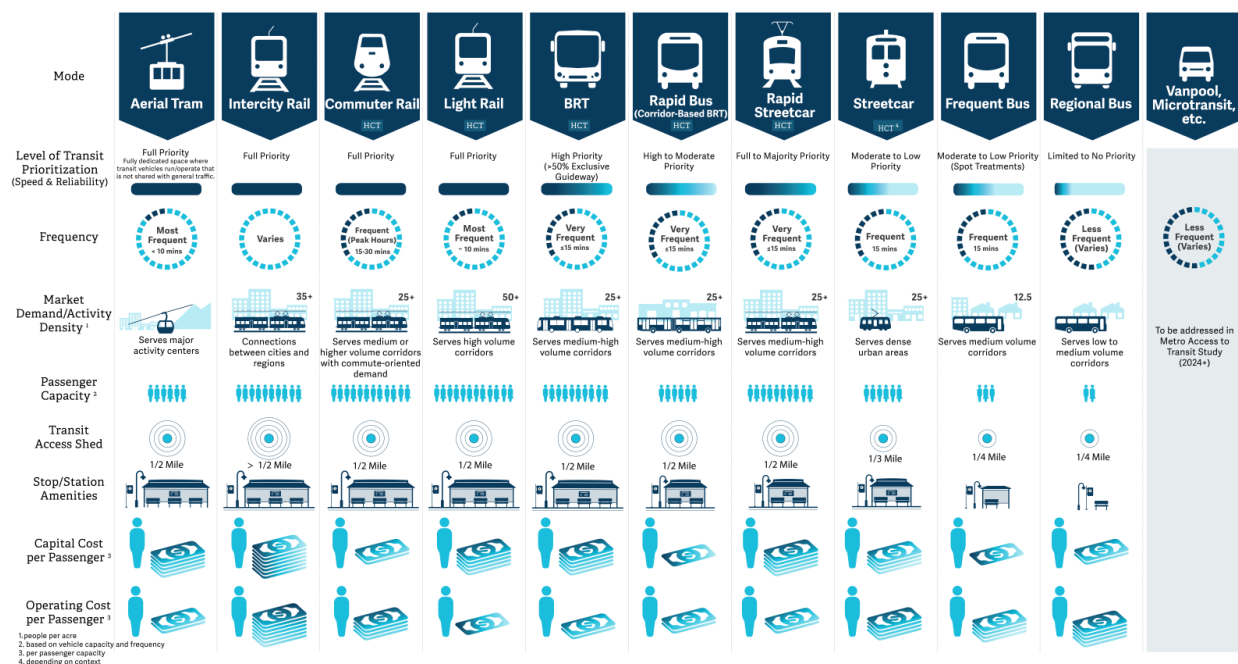 Mode
Aerial Tram
Intercity Rail
Commuter Rail
HCT
Light Rail
HCT
BRT
HCT
Rapid Bus
(Corridor-Based BRT)
HCT
Rapid
Streetcar
HCT
Streetcar
HCT 4
Frequent Bus
Regional Bus
Vanpool,
Microtransit,
etc.
Level of Transit
Prioritization
(Speed & Reliability)
Full Priority
Fully dedicated space where
transit vehicles run/operate that
is not shared with general traffic.
Full Priority
Full Priority
Full Priority
High Priority
(>50% Exclusive
Guideway)
High to Moderate
Priority
Full to Majority Priority
Moderate to Low
Priority
Moderate to Low Priority
(Spot Treatments)
Limited to No Priority
Frequency
Most
Frequent
< 10 mins
Varies
Frequent
(Peak Hours)
15-30 mins
Most
Frequent
~ 10 mins
Very
Frequent
≤15 mins
Very
Frequent
≤15 mins
Very
Frequent
≤15 mins
Frequent
15 mins
Frequent
15 mins
Less
Frequent
(Varies)
Less
Frequent
(Varies)
Market
Demand/Activity
Density 1
Serves major
activity centers
35+
Connections
between cities and
regions
25+
Serves medium or
higher volume corridors
with commute-oriented
demand
50+
Serves high volume
corridors
25+
Serves medium-high
volume corridors
25+
Serves medium-high
volume corridors
25+
Serves medium-high
volume corridors
25+
Serves dense
urban areas
12.5
Serves medium volume
corridors
Serves low to
medium volume
corridors
To be addressed in
Metro Access to
Transit Study
(2024+)
Passenger
Capacity 2
Transit
Access Shed
1/2 Mile
> 1/2 Mile
1/2 Mile
1/2 Mile
1/2 Mile
1/2 Mile
1/2 Mile
1/3 Mile
1/4 Mile
1/4 Mile
Stop/Station
Amenities
Capital Cost
per Passenger 3
Operating Cost
per Passenger 3
1. people per acre
2. based on vehicle capacity and frequency
3. per passenger capacity
4. depending on context